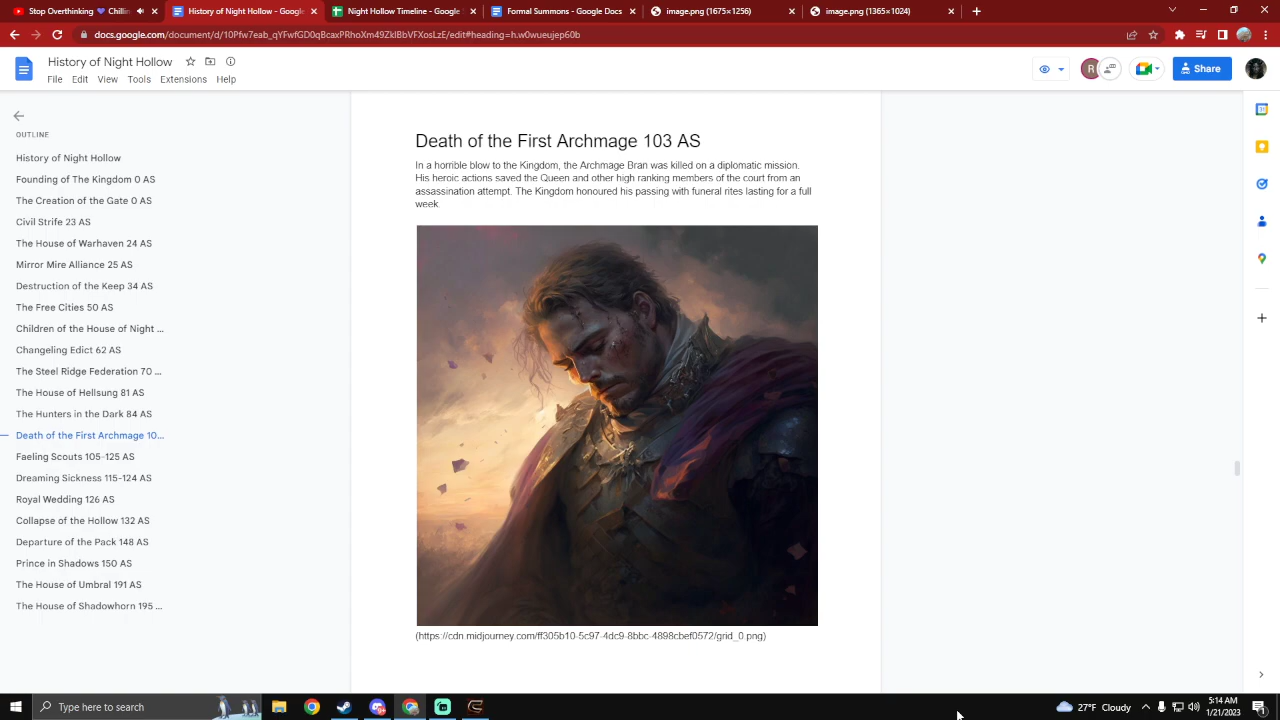 Stop Overthinking 💜 Chillin
History of Night Hollow - Google
Night Hollow Timeline - Google S
Formal Summons - Google Docs
image.png (1675×1256)
image.png (1365×1024)
docs.google.com/document/d/10Pfw7eab_qYFwfGD0qBcaxPRhoXm49ZklBbVFXosLzE/edit#heading=h.w0wueujep60b
History of Night Hollow
File Edit View Tools Extensions Help
R
Share
OUTLINE
History of Night Hollow
Founding of The Kingdom 0 AS
The Creation of the Gate 0 AS
Civil Strife 23 AS
The House of Warhaven 24 AS
Mirror Mire Alliance 25 AS
Destruction of the Keep 34 AS
The Free Cities 50 AS
Children of the House of Night ...
Changeling Edict 62 AS
The Steel Ridge Federation 70 ...
The House of Hellsung 81 AS
The Hunters in the Dark 84 AS
Death of the First Archmage 10...
Faeling Scouts 105-125 AS
Dreaming Sickness 115-124 AS
Royal Wedding 126 AS
Collapse of the Hollow 132 AS
Departure of the Pack 148 AS
Prince in Shadows 150 AS
The House of Umbral 191 AS
The House of Shadowhorn 195 ...
Death of the First Archmage 103 AS
In a horrible blow to the Kingdom, the Archmage Bran was killed on a diplomatic mission.
His heroic actions saved the Queen and other high ranking members of the court from an
assassination attempt. The Kingdom honoured his passing with funeral rites lasting for a full
week.
(https://cdn.midjourney.com/ff305b10-5c97-4dc9-8bbc-4898cbef0572/grid_0.png)
Type here to search
27°F Cloudy
5:14 AM
1/21/2023
1